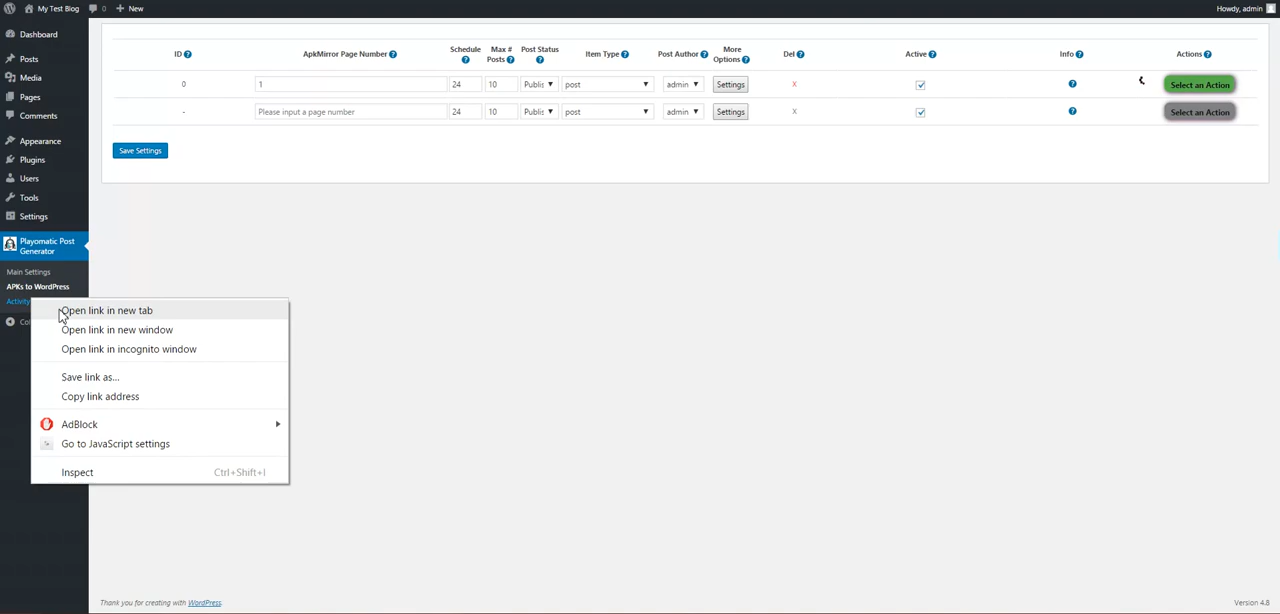 My Test Blog 0 + New Howdy, admin
Dashboard
Posts
Media
Pages
Comments
Appearance
Plugins
Users
Tools
Settings
Playomatic Post
Generator
Main Settings
APKs to WordPress
Activity
Col
ID ApkMirror Page Number Schedule Max # Posts Post Status Item Type Post Author More Options Del Active Info Actions
0 1 24 10 Publis post admin Settings X Select an Action
- Please input a page number 24 10 Publis post admin Settings X Select an Action
Save Settings
Open link in new tab
Open link in new window
Open link in incognito window
Save link as...
Copy link address
AdBlock
Go to JavaScript settings
Inspect Ctrl+Shift+I
Thank you for creating with WordPress. Version 4.8